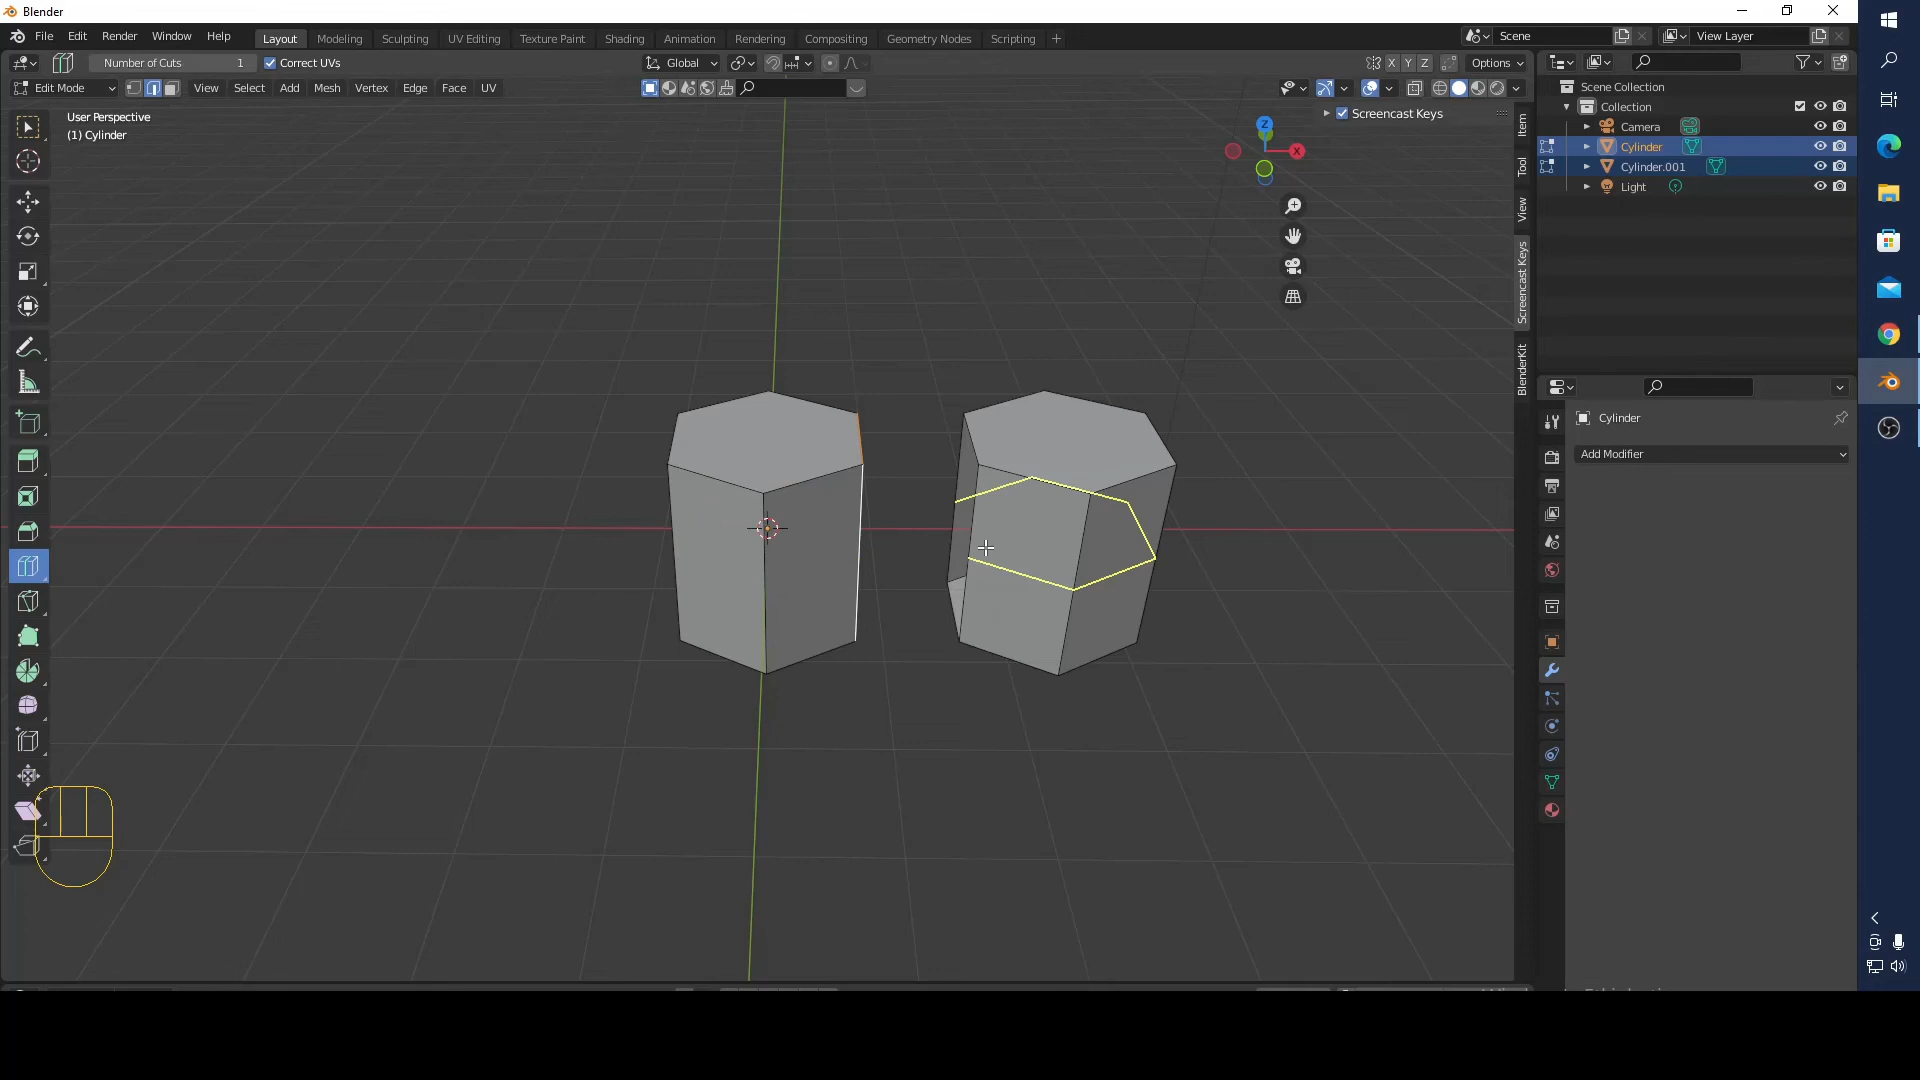 Blender
File Edit Render Window Help
Layout Modeling Sculpting UV Editing Texture Paint Shading Animation Rendering Compositing Geometry Nodes Scripting +
Scene
View Layer
Number of Cuts 1
Correct UVs
Global
X Y Z
Options
Edit Mode
View Select Add Mesh Vertex Edge Face UV
User Perspective
(1) Cylinder
Screencast Keys
Z
X
Item
Tool
View
Screencast Keys
BlenderKit
Scene Collection
Collection
Camera
Cylinder
Cylinder.001
Light
Cylinder
Add Modifier